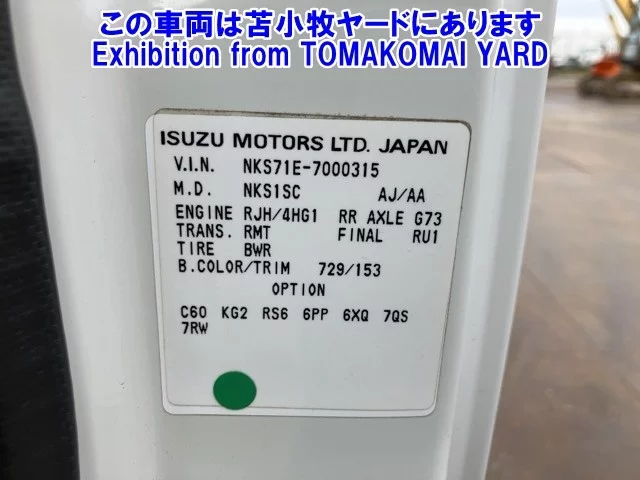 この車両は苫小牧ヤードにあります
Exhibition from TOMAKOMAI YARD
ISUZU MOTORS LTD. JAPAN
V.I.N. NKS71E-7000315
M.D. NKS1SC AJ/AA
ENGINE RJH/4HG1 RR AXLE G73
TRANS. RMT FINAL RU1
TIRE BWR
B.COLOR/TRIM 729/153
OPTION
C60 KG2 RS6 6PP 6XQ 7QS
7RW